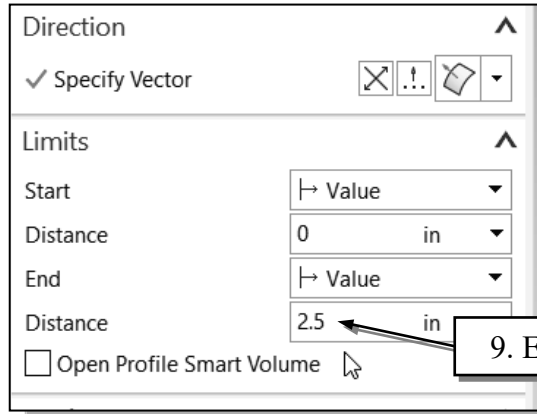 Direction
Specify Vector
Limits
Start Value
Distance 0 in
End Value
Distance 2.5 in
9. E
Open Profile Smart Volume